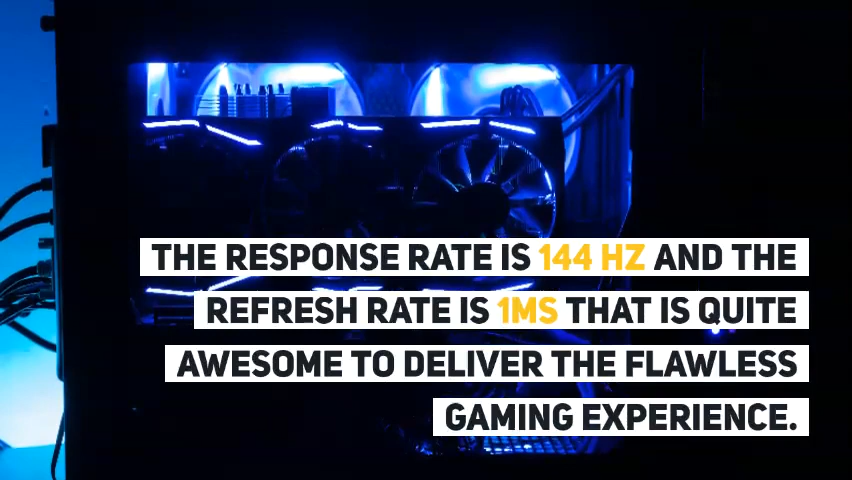 THE RESPONSE RATE IS 144 HZ AND THE
REFRESH RATE IS 1MS THAT IS QUITE
AWESOME TO DELIVER THE FLAWLESS
GAMING EXPERIENCE.